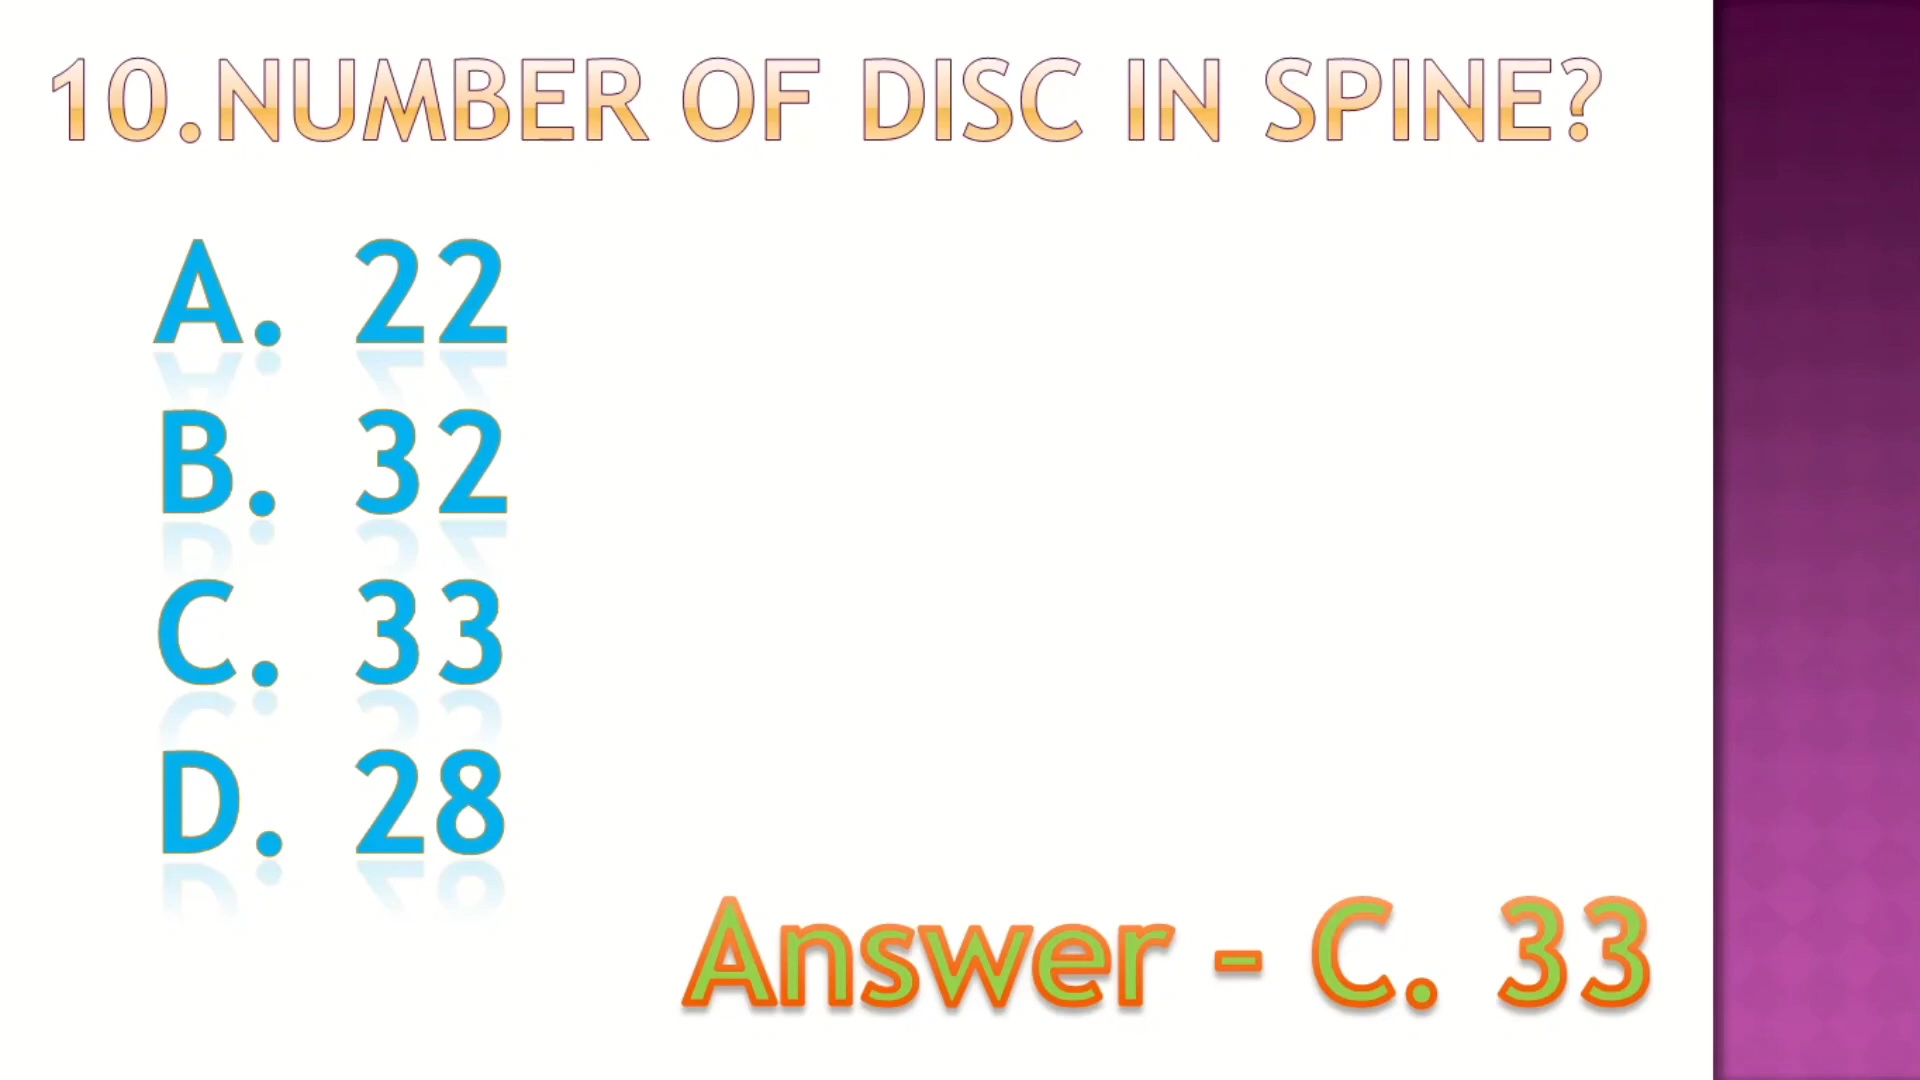 10.NUMBER OF DISC IN SPINE?
A. 22
B. 32
C. 33
D. 28
Answer - C. 33